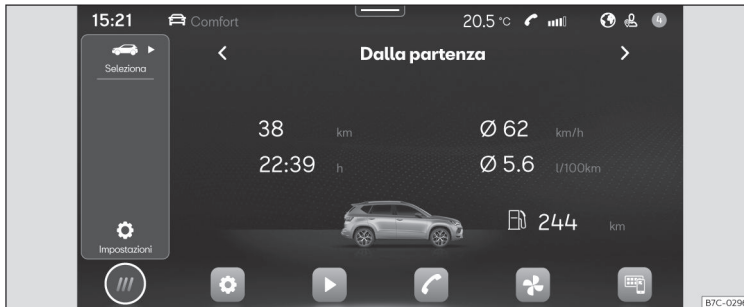 15:21 Comfort 20.5 °C 4
Seleziona
Dalla partenza
38 km Ø 62 km/h
22:39 h Ø 5.6 l/100km
244 km
Impostazioni
B7C-0296